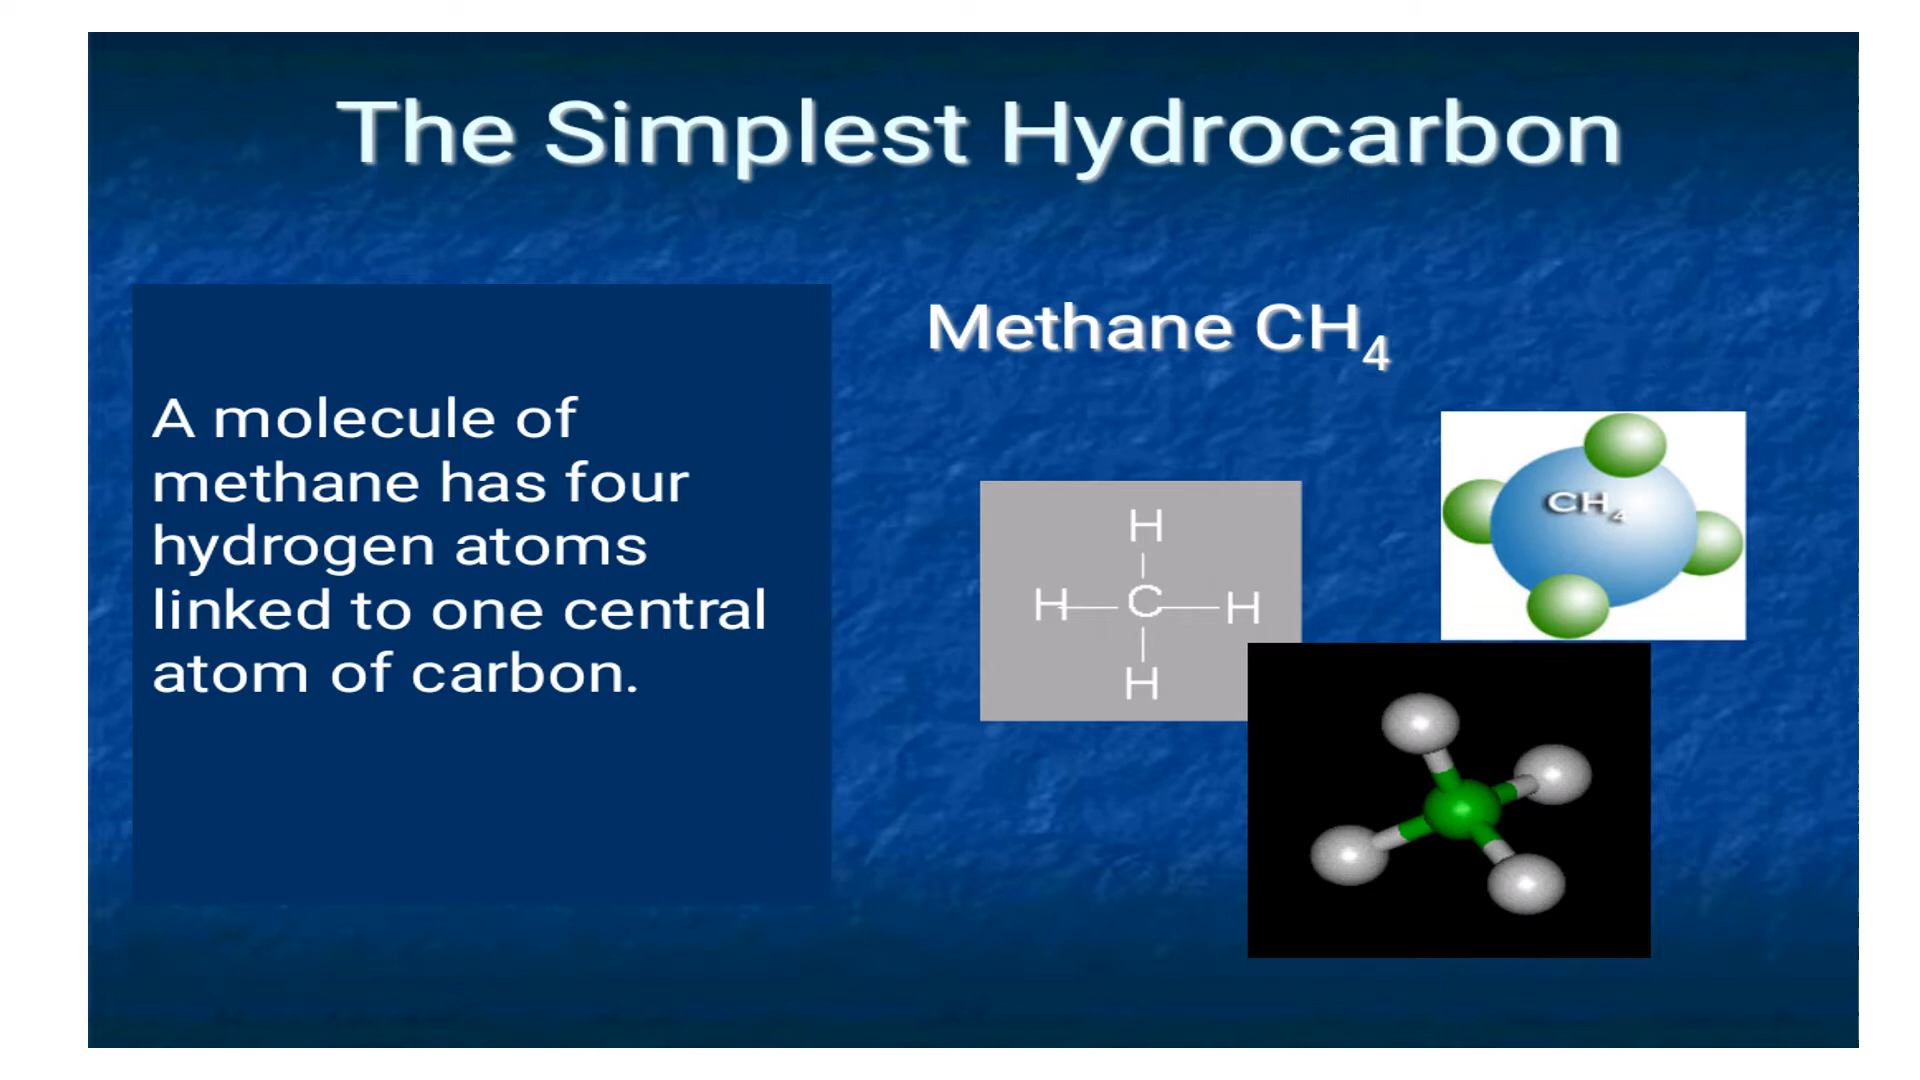 The Simplest Hydrocarbon
A molecule of
methane has four
hydrogen atoms
linked to one central
atom of carbon.
Methane CH₄
H
H C H
H
CH₄